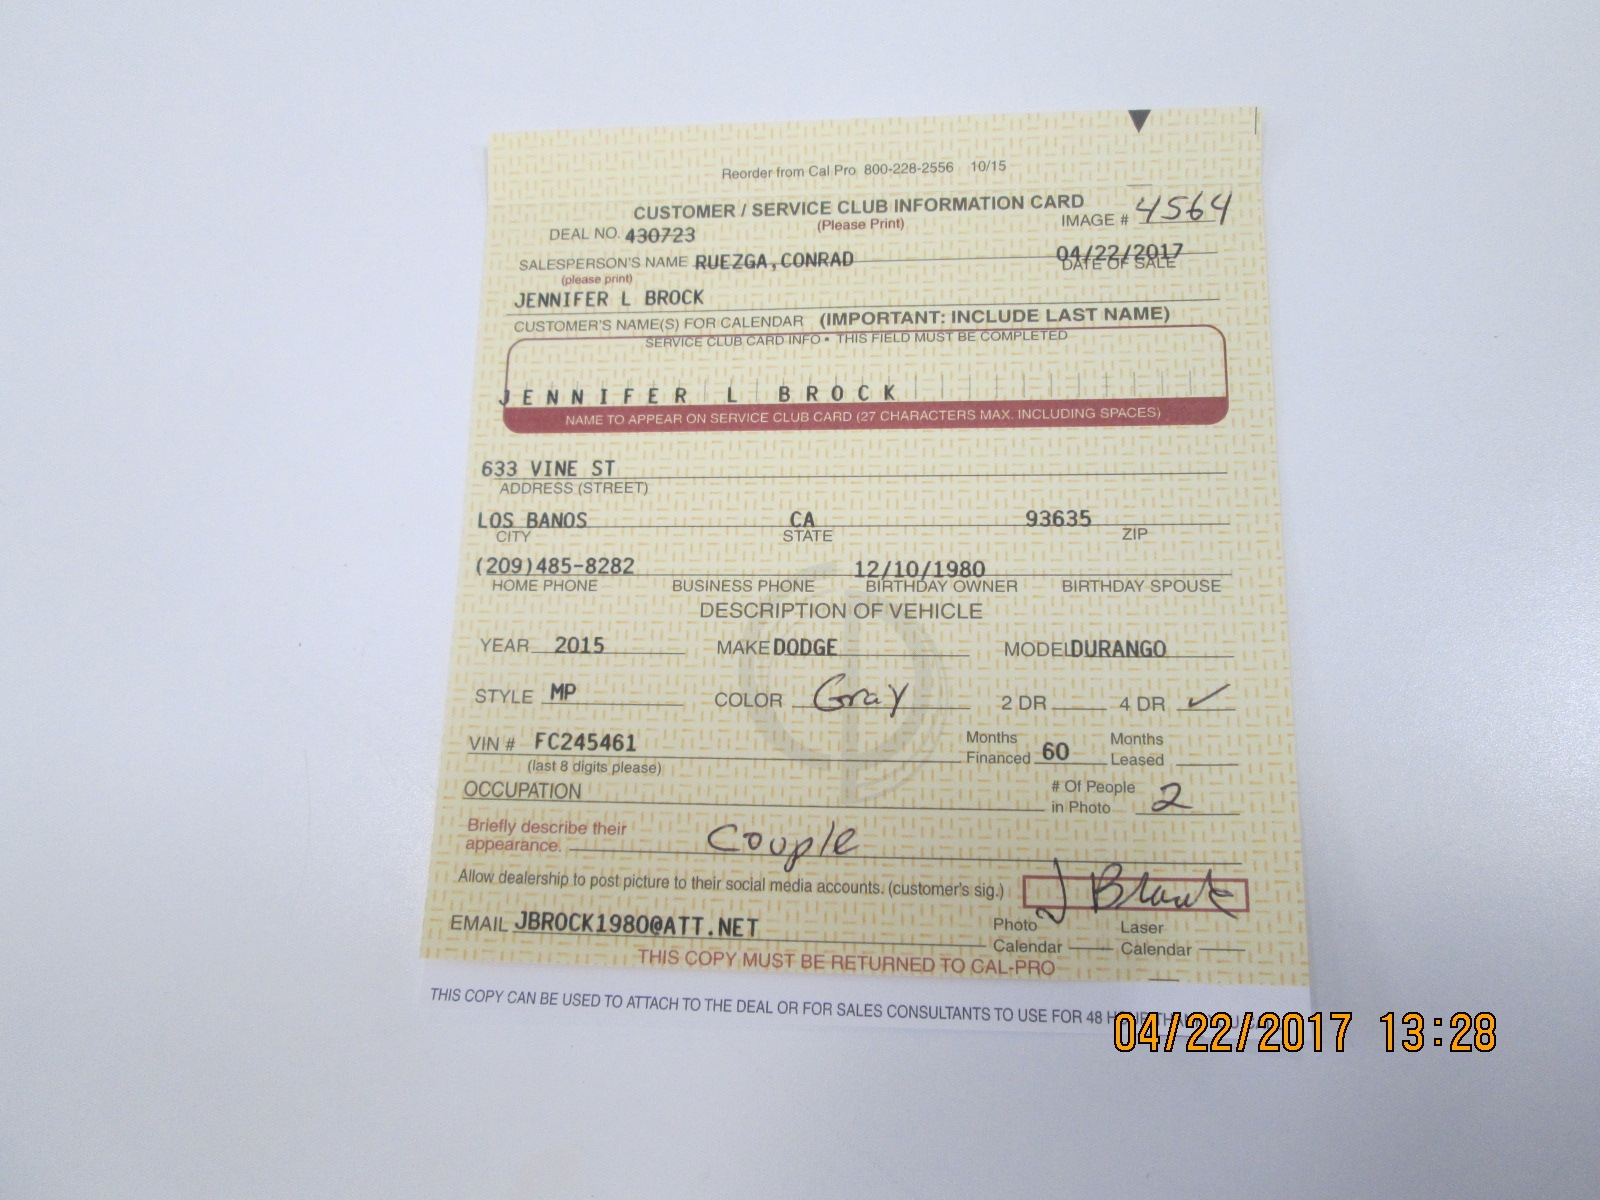 Reorder from Cal Pro 800-228-2556 10/15
CUSTOMER / SERVICE CLUB INFORMATION CARD
(Please Print)
IMAGE # 4564
DEAL NO. 430723
SALESPERSON'S NAME RUEZGA,CONRAD
(please print)
04/22/2017
DATE OF SALE
JENNIFER L BROCK
CUSTOMER'S NAME(S) FOR CALENDAR (IMPORTANT: INCLUDE LAST NAME)
SERVICE CLUB CARD INFO • THIS FIELD MUST BE COMPLETED
JENNIFER L BROCK
NAME TO APPEAR ON SERVICE CLUB CARD (27 CHARACTERS MAX. INCLUDING SPACES)
633 VINE ST
ADDRESS (STREET)
LOS BANOS CA 93635
CITY STATE ZIP
(209)485-8282 12/10/1980
HOME PHONE BUSINESS PHONE BIRTHDAY OWNER BIRTHDAY SPOUSE
DESCRIPTION OF VEHICLE
YEAR 2015 MAKE DODGE MODEL DURANGO
STYLE MP COLOR Gray 2 DR 4 DR ✓
VIN # FC245461
(last 8 digits please)
Months Financed 60
Months Leased
OCCUPATION
# Of People in Photo 2
Briefly describe their appearance. Couple
Allow dealership to post picture to their social media accounts. (customer's sig.)
EMAIL JBROCK1980@ATT.NET
Photo Calendar
Laser Calendar
THIS COPY MUST BE RETURNED TO CAL-PRO
THIS COPY CAN BE USED TO ATTACH TO THE DEAL OR FOR SALES CONSULTANTS TO USE FOR 48
04/22/2017 13:28